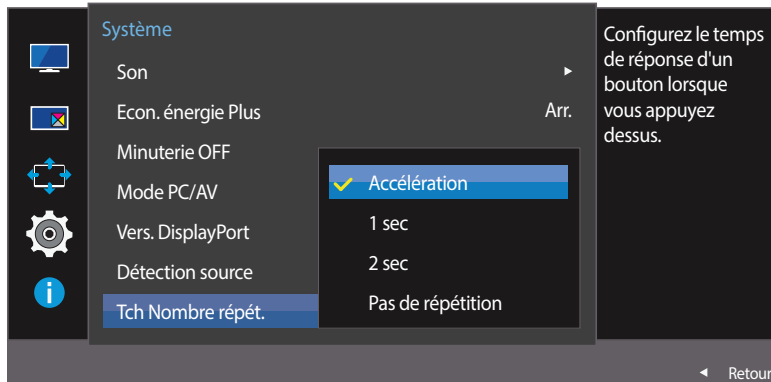 Système
Son
Econ. énergie Plus Arr.
Minuterie OFF
Mode PC/AV
Vers. DisplayPort
Détection source
Tch Nombre répét.
Accélération
1 sec
2 sec
Pas de répétition
Configurez le temps
de réponse d'un
bouton lorsque
vous appuyez
dessus.
Retour